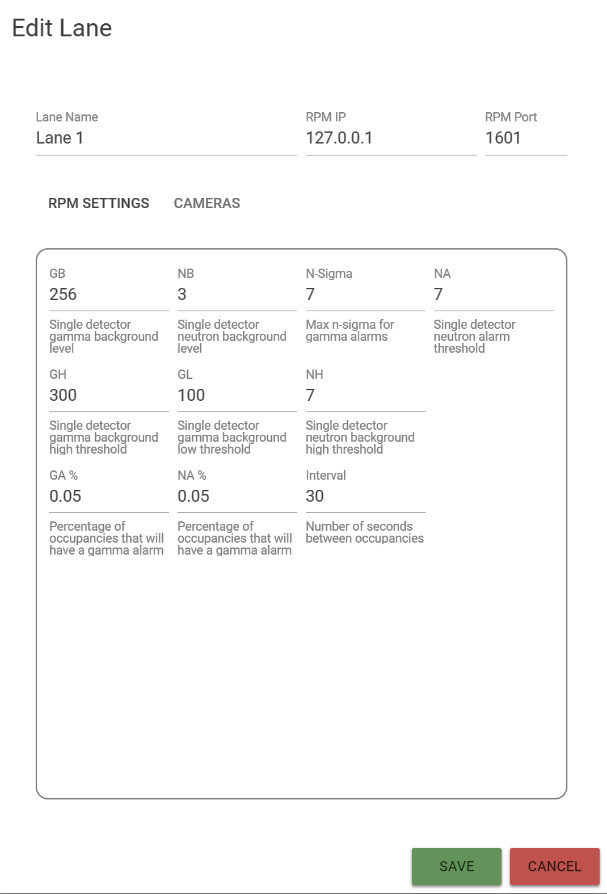 Edit Lane
Lane Name RPM IP RPM Port
Lane 1 127.0.0.1 1601
RPM SETTINGS CAMERAS
GB NB N-Sigma NA
256 3 7 7
Single detector Single detector Max n-sigma for Single detector
gamma background neutron background gamma alarms neutron alarm
level level threshold
GH GL NH
300 100 7
Single detector Single detector Single detector
gamma background gamma background neutron background
high threshold low threshold high threshold
GA % NA % Interval
0.05 0.05 30
Percentage of Percentage of Number of seconds
occupancies that will occupancies that will between occupancies
have a gamma alarm have a gamma alarm
SAVE CANCEL